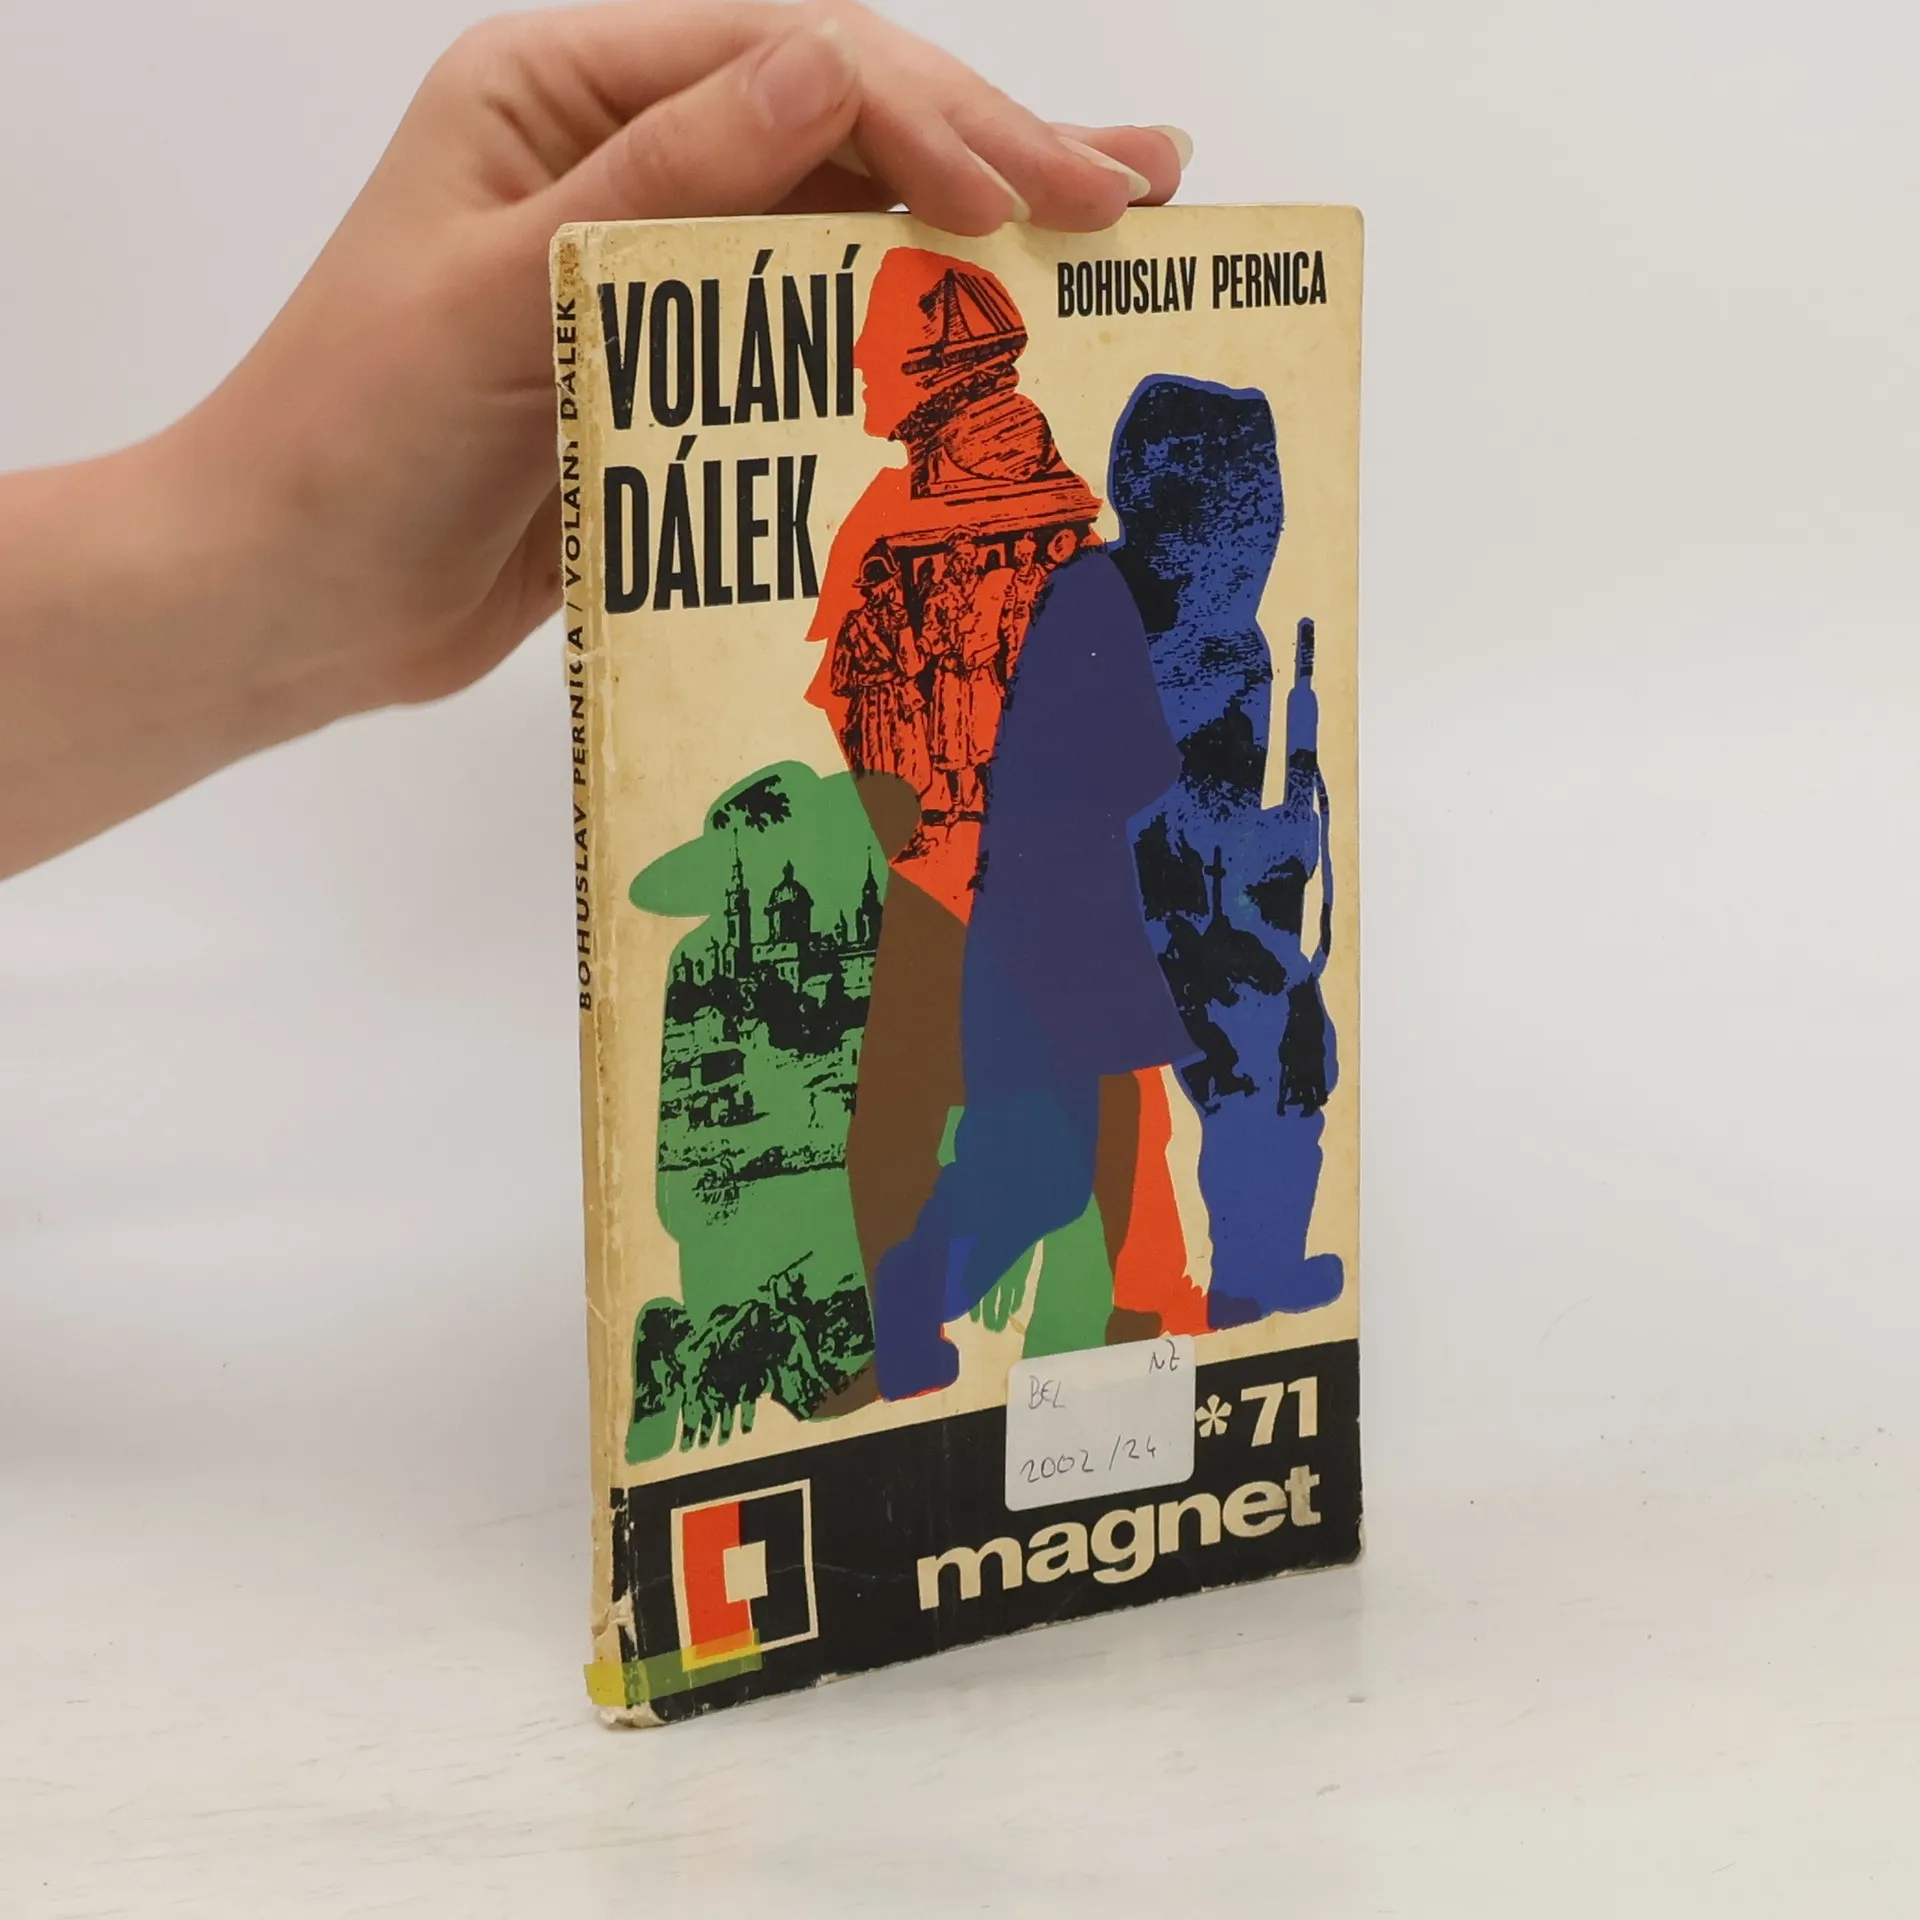 VOLÁNÍ
DÁLEK
BOHUSLAV PERNICA
BOHUSLAV PERNICA / VOLÁNÍ DÁLEK
BEL NZ
2002/24
*71
magnet